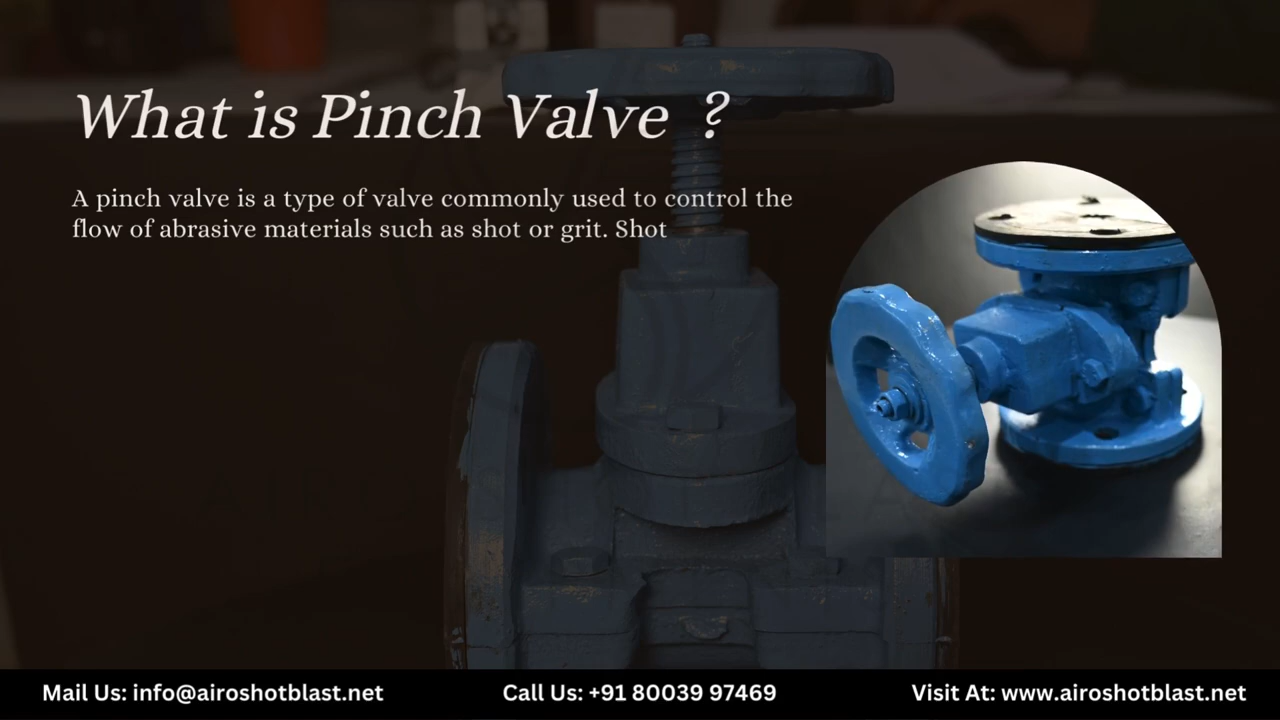 What is Pinch Valve ?
A pinch valve is a type of valve commonly used to control the
flow of abrasive materials such as shot or grit. Shot
AIRO
Mail Us: info@airoshotblast.net
Call Us: +91 80039 97469
Visit At: www.airoshotblast.net